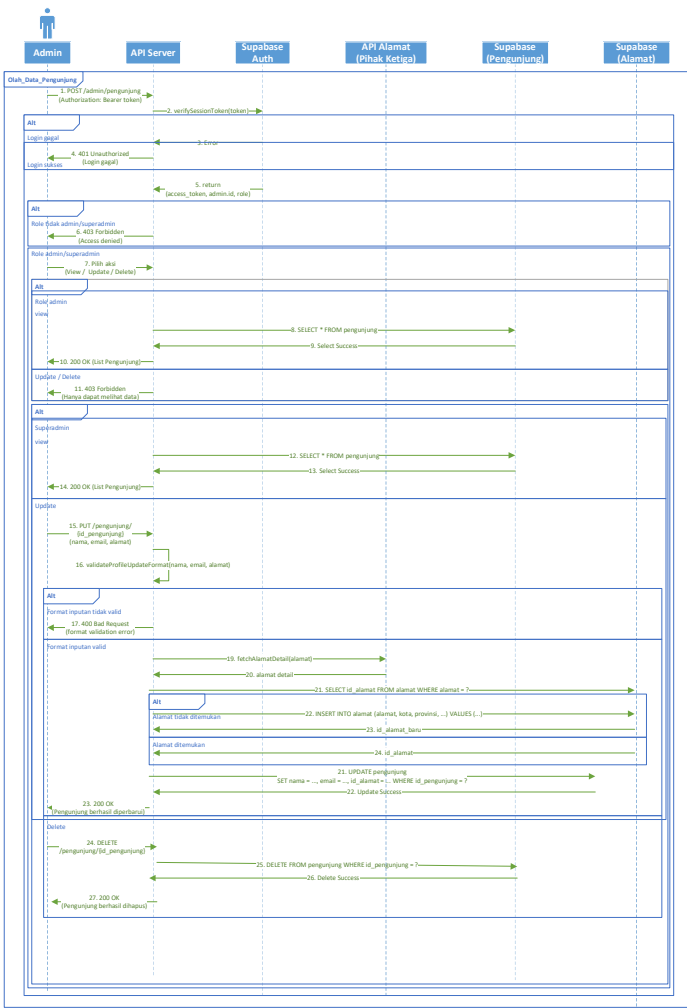 Admin
API Server
Supabase
Auth
API Alamat
(Pihak Ketiga)
Supabase
(Pengunjung)
Supabase
(Alamat)
Olah_Data_Pengunjung
1. POST /admin/pengunjung
(Authorization: Bearer token)
2. verifySessionToken(token)
Alt
Login gagal
3. Error
4. 401 Unauthorized
(Login gagal)
Login sukses
5. return
(access_token, admin.id, role)
Alt
Role tidak admin/superadmin
6. 403 Forbidden
(Access denied)
Role admin/superadmin
7. Pilih aksi
(View / Update / Delete)
Alt
Role admin
view
8. SELECT * FROM pengunjung
9. Select Success
10. 200 OK (List Pengunjung)
Update / Delete
11. 403 Forbidden
(Hanya dapat melihat data)
Alt
Superadmin
view
12. SELECT * FROM pengunjung
13. Select Success
14. 200 OK (List Pengunjung)
Update
15. PUT /pengunjung/
{id_pengunjung}
(nama, email, alamat)
16. validateProfileUpdateFormat(nama, email, alamat)
Alt
Format inputan tidak valid
17. 400 Bad Request
(format validation error)
Format inputan valid
19. fetchAlamatDetail(alamat)
20. alamat detail
21. SELECT id_alamat FROM alamat WHERE alamat = ?
Alt
Alamat tidak ditemukan
22. INSERT INTO alamat (alamat, kota, provinsi, ...) VALUES (...)
23. id_alamat_baru
Alamat ditemukan
24. id_alamat
21. UPDATE pengunjung
SET nama = ..., email = ..., id_alamat = ... WHERE id_pengunjung = ?
22. Update Success
23. 200 OK
(Pengunjung berhasil diperbarui)
Delete
24. DELETE
/pengunjung/{id_pengunjung}
25. DELETE FROM pengunjung WHERE id_pengunjung = ?
26. Delete Success
27. 200 OK
(Pengunjung berhasil dihapus)